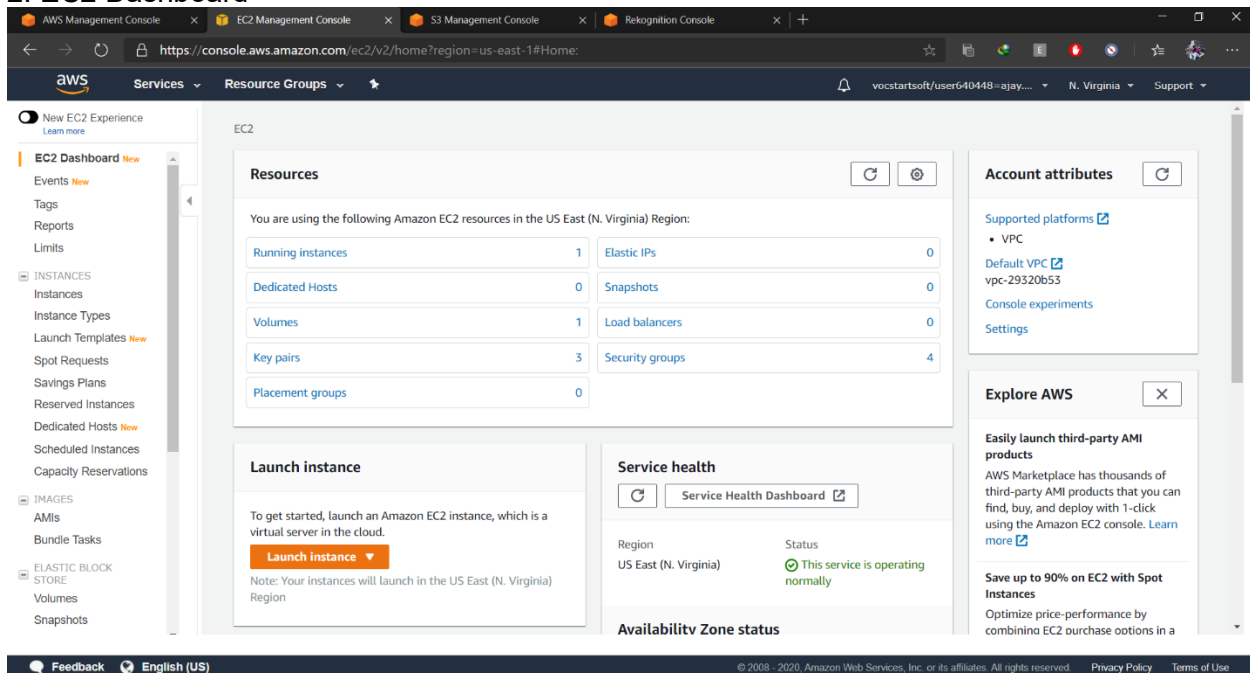 2. EC2 Dashboard
AWS Management Console
EC2 Management Console
S3 Management Console
Rekognition Console
https://console.aws.amazon.com/ec2/v2/home?region=us-east-1#Home:
aws
Services
Resource Groups
vocstartsoft/user640448=ajay....
N. Virginia
Support
New EC2 Experience
Learn more
EC2 Dashboard New
Events New
Tags
Reports
Limits
INSTANCES
Instances
Instance Types
Launch Templates New
Spot Requests
Savings Plans
Reserved Instances
Dedicated Hosts New
Scheduled Instances
Capacity Reservations
IMAGES
AMIs
Bundle Tasks
ELASTIC BLOCK
STORE
Volumes
Snapshots
EC2
Resources
You are using the following Amazon EC2 resources in the US East (N. Virginia) Region:
Running instances 1
Elastic IPs 0
Dedicated Hosts 0
Snapshots 0
Volumes 1
Load balancers 0
Key pairs 3
Security groups 4
Placement groups 0
Launch instance
To get started, launch an Amazon EC2 instance, which is a
virtual server in the cloud.
Launch instance
Note: Your instances will launch in the US East (N. Virginia)
Region
Service health
Service Health Dashboard
Region
US East (N. Virginia)
Status
This service is operating
normally
Availability Zone status
Account attributes
Supported platforms
• VPC
Default VPC
vpc-29320b53
Console experiments
Settings
Explore AWS
Easily launch third-party AMI
products
AWS Marketplace has thousands of
third-party AMI products that you can
find, buy, and deploy with 1-click
using the Amazon EC2 console. Learn
more
Save up to 90% on EC2 with Spot
Instances
Optimize price-performance by
combining EC2 purchase options in a
Feedback
English (US)
© 2008 - 2020, Amazon Web Services, Inc. or its affiliates. All rights reserved.
Privacy Policy
Terms of Use